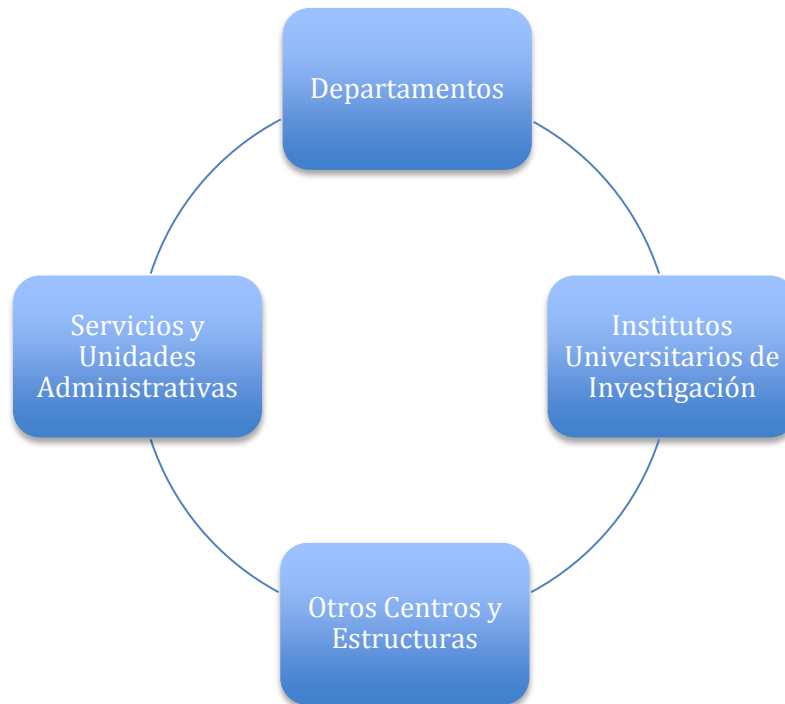 Departamentos
Servicios y
Unidades
Administrativas
Institutos
Universitarios de
Investigación
Otros Centros y
Estructuras